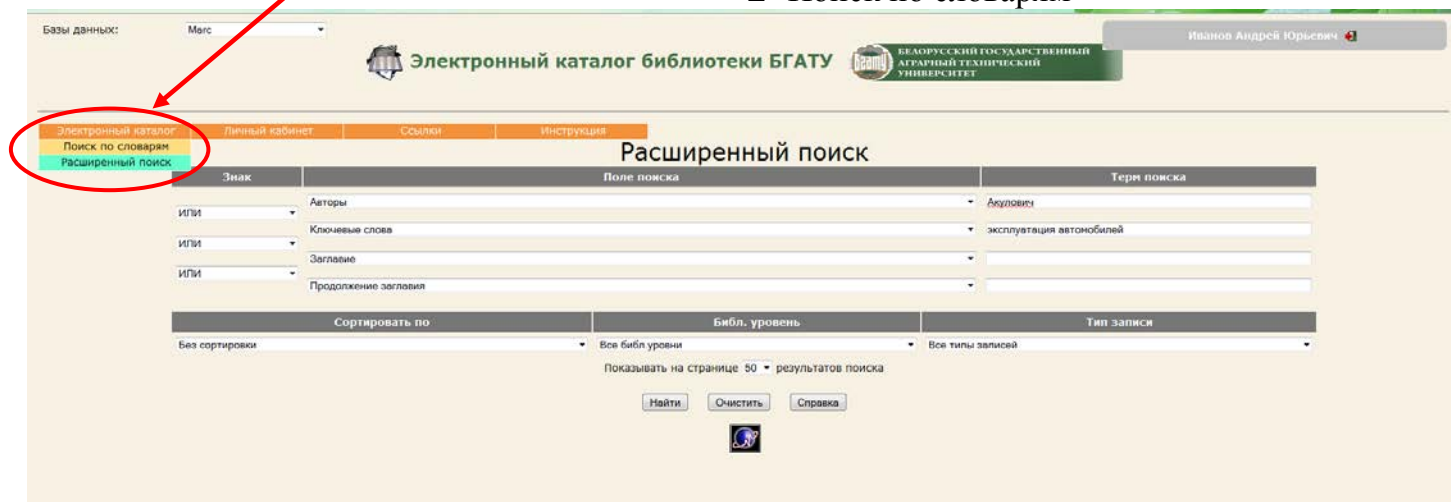 2 Поиск по словарям
Базы данных: Марс
Иванов Андрей Юрьевич
Электронный каталог библиотеки БГАТУ
БЕЛОРУССКИЙ ГОСУДАРСТВЕННЫЙ
АГРАРНЫЙ ТЕХНИЧЕСКИЙ
УНИВЕРСИТЕТ
Электронный каталог Личный кабинет Ссылки Инструкция
Поиск по словарям
Расширенный поиск
Расширенный поиск
Знак Поле поиска Терм поиска
Авторы Акулович
ИЛИ
Ключевые слова эксплуатация автомобилей
ИЛИ
Заглавие
ИЛИ
Продолжение заглавия
Сортировать по Библ. уровень Тип записи
Без сортировки Все библ.уровни Все типы записей
Показывать на странице 50 результатов поиска
Найти Очистить Справка